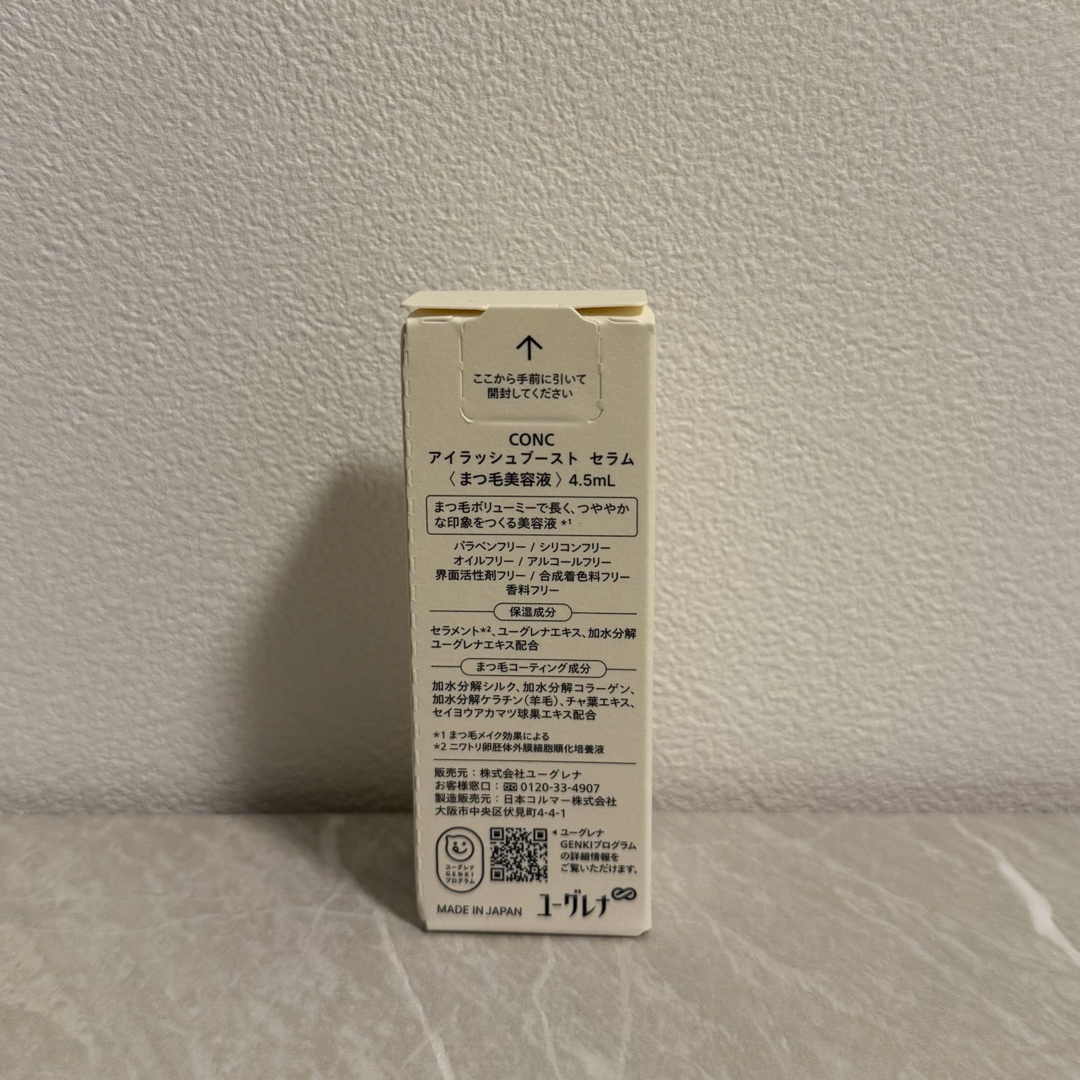 ↑
ここから手前に引いて
開封してください
CONC
アイラッシュブースト セラム
〈まつ毛美容液〉4.5mL
まつ毛ボリューミーで長く、つややか
な印象をつくる美容液 *1
パラベンフリー / シリコンフリー
オイルフリー / アルコールフリー
界面活性剤フリー / 合成着色料フリー
香料フリー
保湿成分
セラメント*2、ユーグレナエキス、加水分解
ユーグレナエキス配合
まつ毛コーティング成分
加水分解シルク、加水分解コラーゲン、
加水分解ケラチン(羊毛)、チャ葉エキス、
セイヨウアカマツ球果エキス配合
*1 まつ毛メイク効果による
*2 ニワトリ卵胚体外膜細胞順化培養液
販売元：株式会社ユーグレナ
お客様窓口：0120-33-4907
製造販売元：日本コルマー株式会社
大阪市中央区伏見町4-4-1
ユーグレナ
GENKI
プログラム
◂ ユーグレナ
GENKIプログラム
の詳細情報を
ご覧いただけます。
MADE IN JAPAN
ユーグレナ